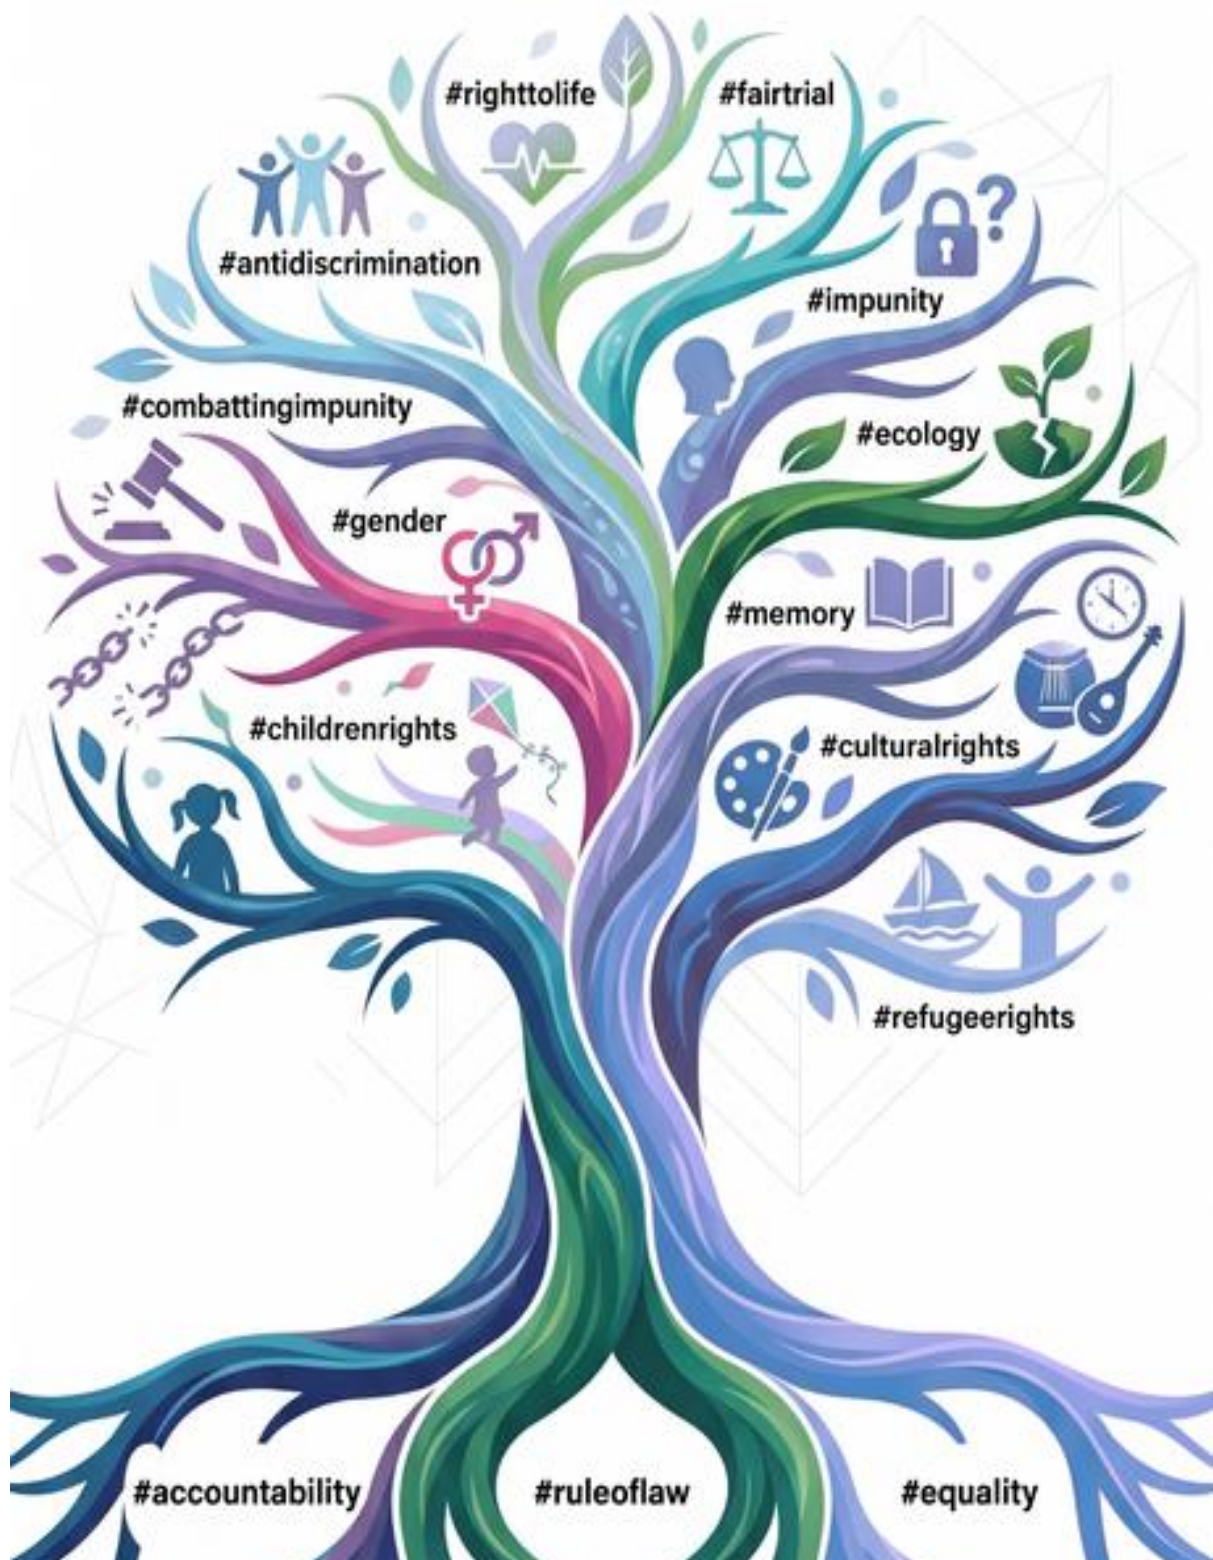 #righttolife
#fairtrial
#antidiscrimination
#impunity
#combattingimpunity
#ecology
#gender
#memory
#childrenrights
#culturalrights
#refugeerights
#accountability
#ruleoflaw
#equality